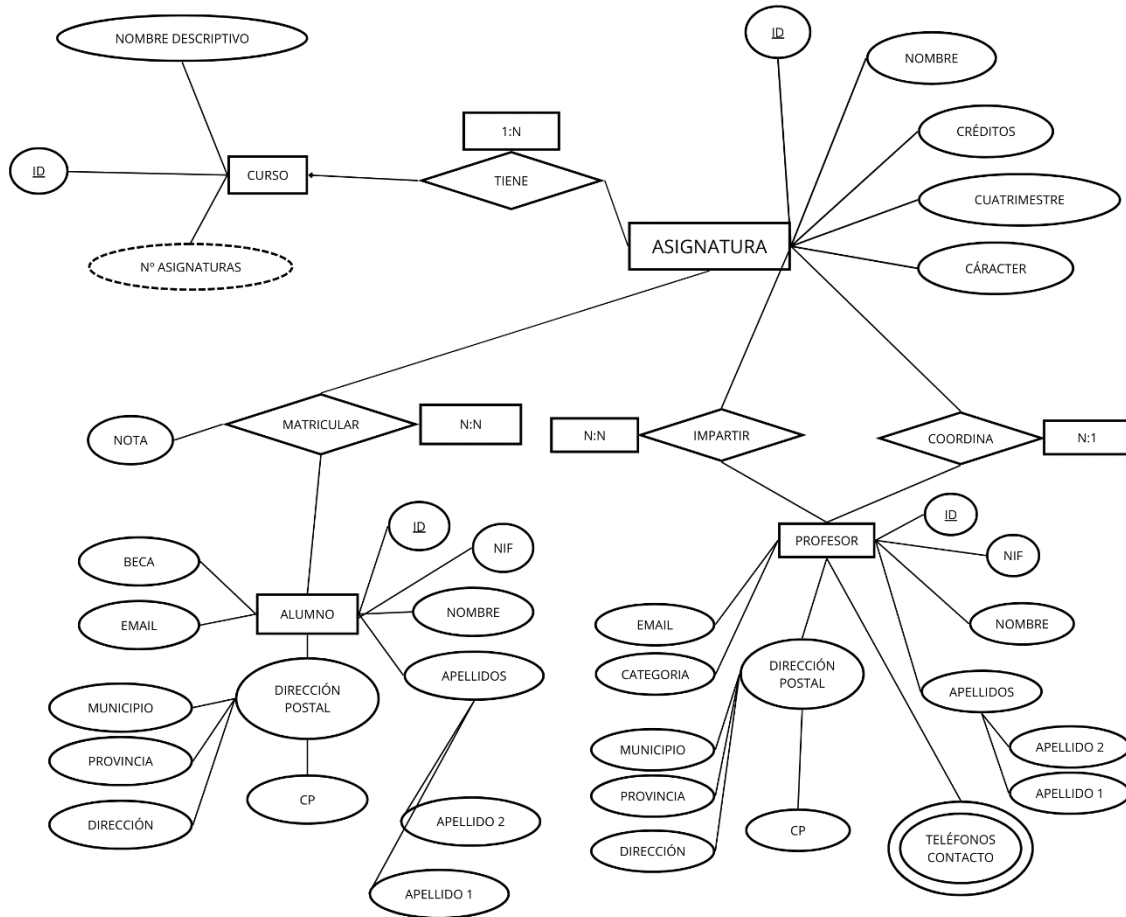 NOMBRE DESCRIPTIVO
ID
CURSO
Nº ASIGNATURAS
1:N
TIENE
ID
NOMBRE
CRÉDITOS
CUATRIMESTRE
CÁRACTER
ASIGNATURA
NOTA
MATRICULAR
N:N
N:N
IMPARTIR
COORDINA
N:1
BECA
EMAIL
ALUMNO
ID
NIF
NOMBRE
APELLIDOS
MUNICIPIO
PROVINCIA
DIRECCIÓN
DIRECCIÓN
POSTAL
CP
APELLIDO 2
APELLIDO 1
PROFESOR
ID
NIF
NOMBRE
APELLIDOS
APELLIDO 2
APELLIDO 1
EMAIL
CATEGORIA
DIRECCIÓN
POSTAL
MUNICIPIO
PROVINCIA
DIRECCIÓN
CP
TELÉFONOS
CONTACTO